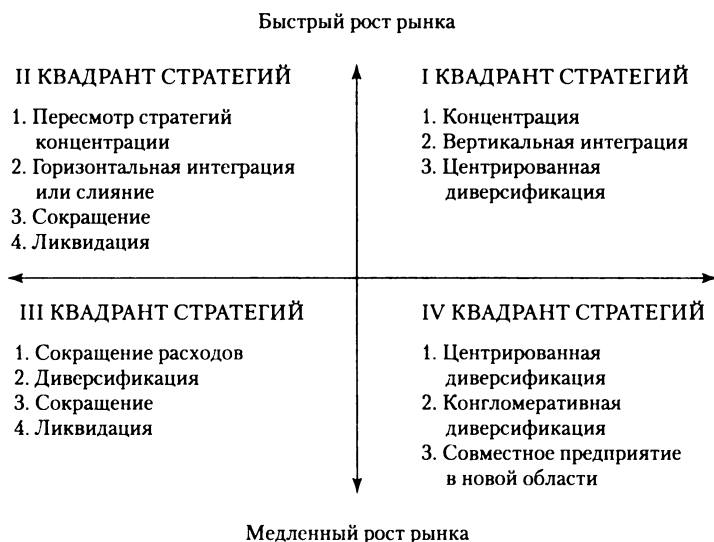 Быстрый рост рынка
II КВАДРАНТ СТРАТЕГИЙ
1. Пересмотр стратегий
концентрации
2. Горизонтальная интеграция
или слияние
3. Сокращение
4. Ликвидация
I КВАДРАНТ СТРАТЕГИЙ
1. Концентрация
2. Вертикальная интеграция
3. Центрированная
диверсификация
III КВАДРАНТ СТРАТЕГИЙ
1. Сокращение расходов
2. Диверсификация
3. Сокращение
4. Ликвидация
IV КВАДРАНТ СТРАТЕГИЙ
1. Центрированная
диверсификация
2. Конгломеративная
диверсификация
3. Совместное предприятие
в новой области
Медленный рост рынка